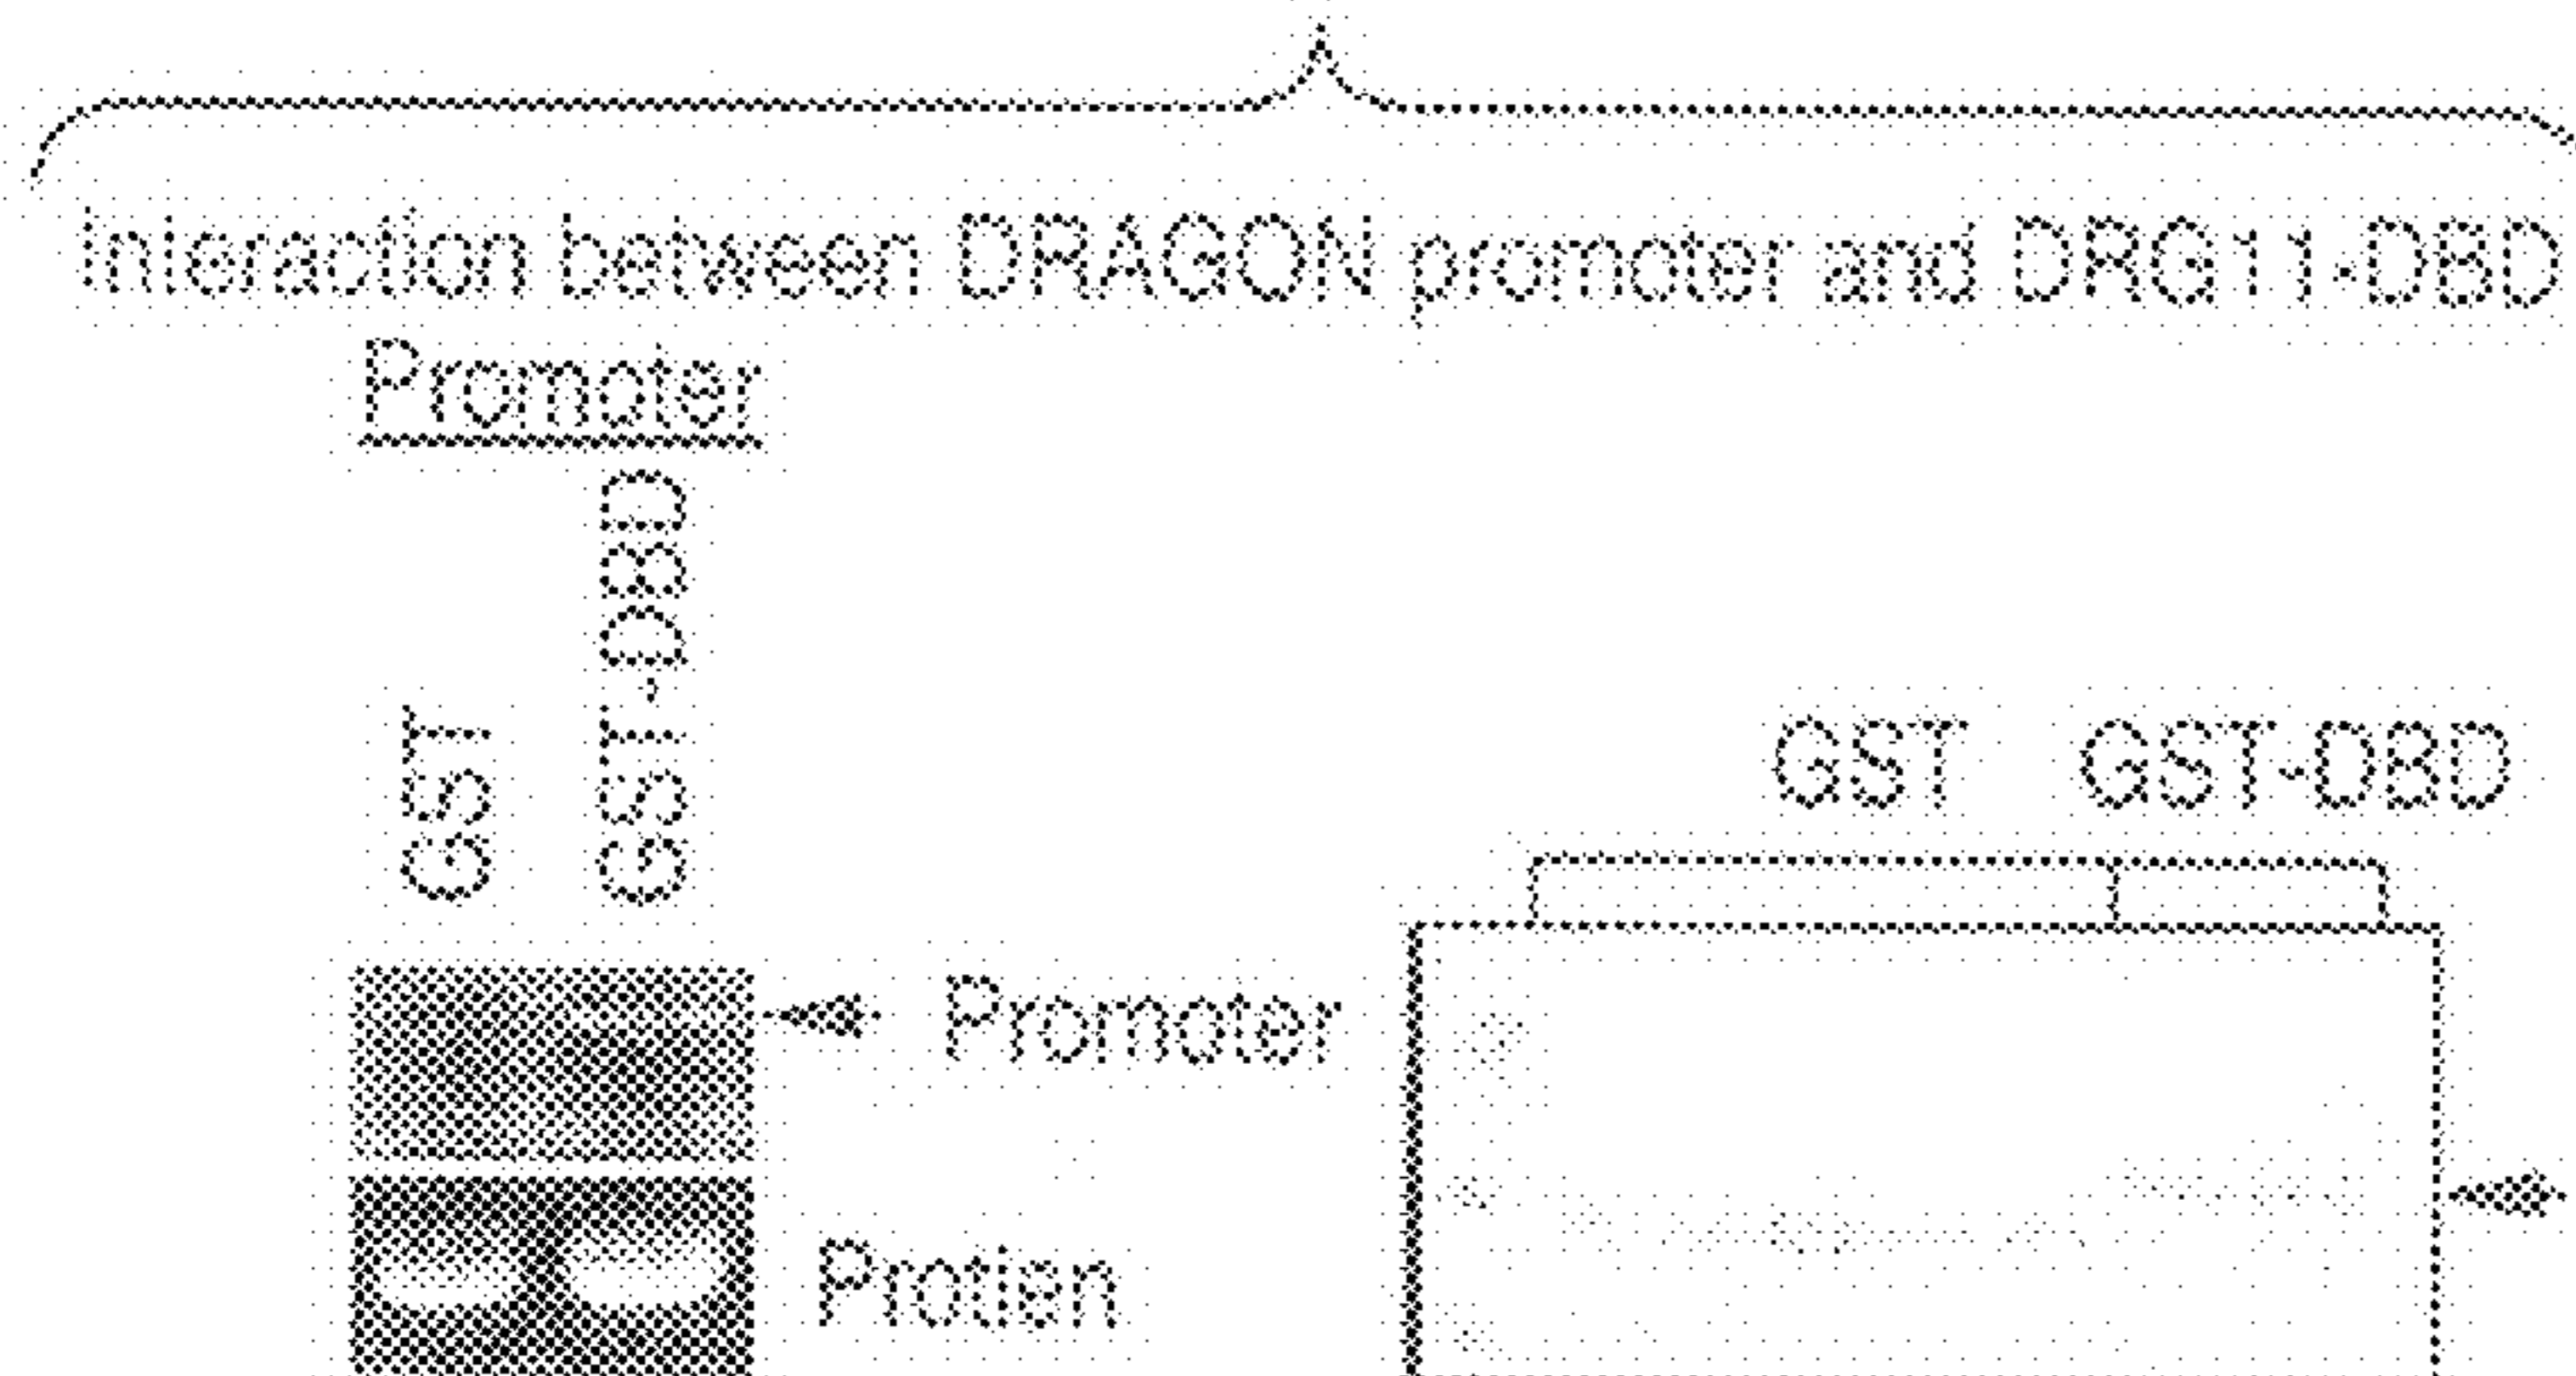 Interaction between DRAGON promoter and DRG11-DBD
Promoter
GST
GST-DBD
GST GST-DBD
Promoter
Protien